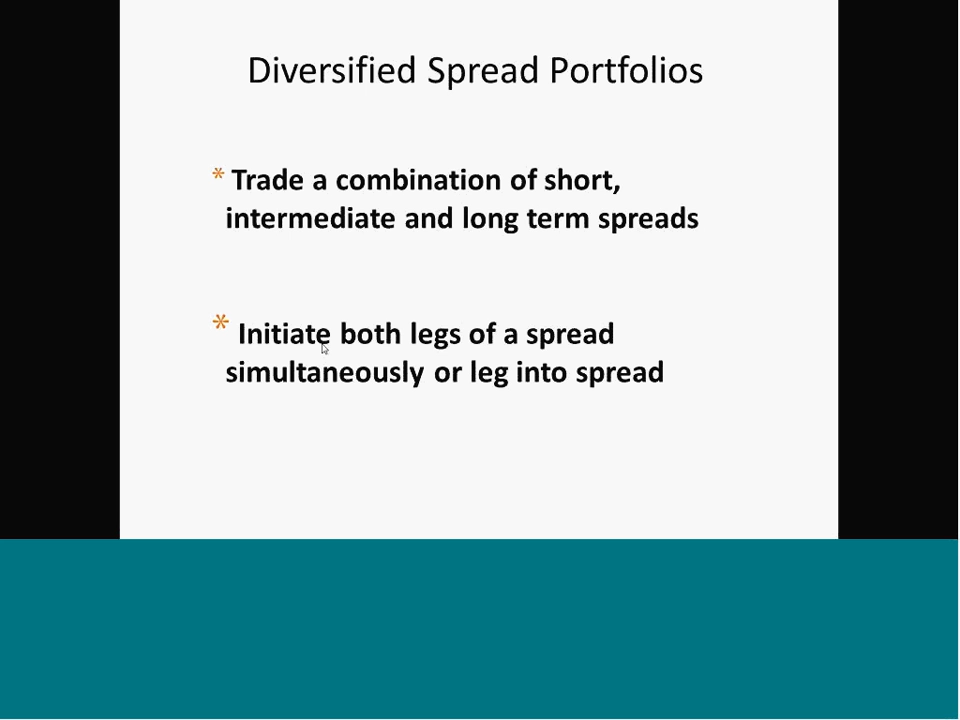 Diversified Spread Portfolios
* Trade a combination of short,
intermediate and long term spreads
* Initiate both legs of a spread
simultaneously or leg into spread